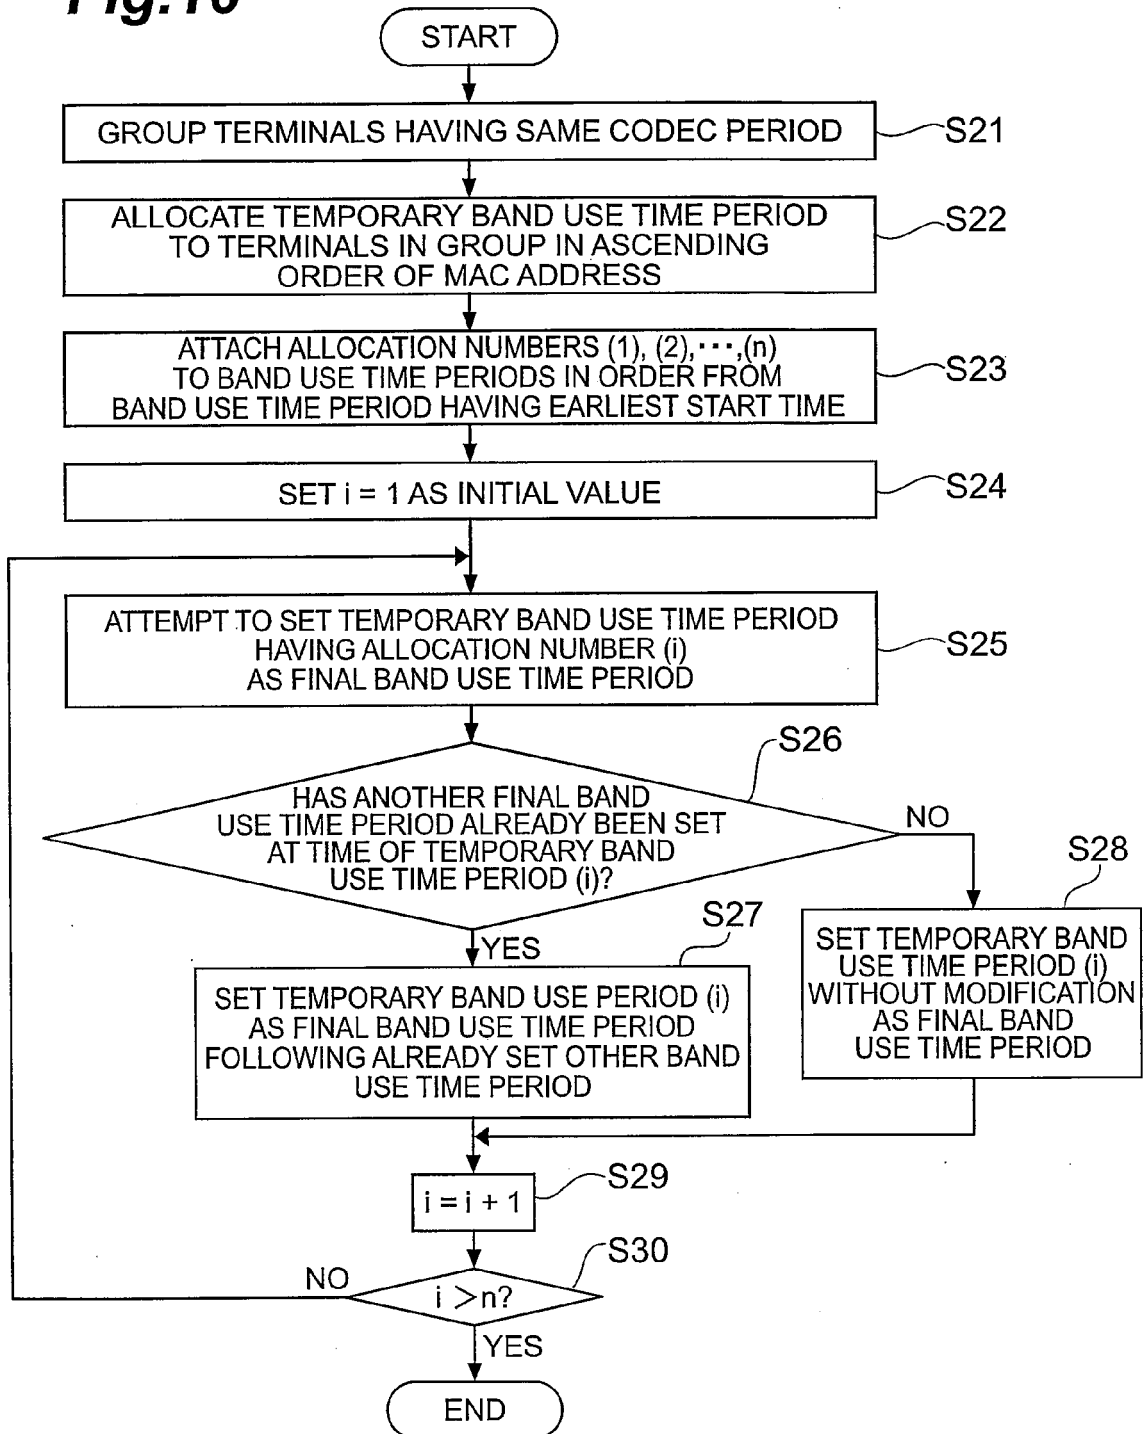 START
GROUP TERMINALS HAVING SAME CODEC PERIOD
S21
ALLOCATE TEMPORARY BAND USE TIME PERIOD
TO TERMINALS IN GROUP IN ASCENDING
ORDER OF MAC ADDRESS
S22
ATTACH ALLOCATION NUMBERS (1), (2),···,(n)
TO BAND USE TIME PERIODS IN ORDER FROM
BAND USE TIME PERIOD HAVING EARLIEST START TIME
S23
SET i = 1 AS INITIAL VALUE
S24
ATTEMPT TO SET TEMPORARY BAND USE TIME PERIOD
HAVING ALLOCATION NUMBER (i)
AS FINAL BAND USE TIME PERIOD
S25
S26
HAS ANOTHER FINAL BAND
USE TIME PERIOD ALREADY BEEN SET
AT TIME OF TEMPORARY BAND
USE TIME PERIOD (i)?
NO
S28
SET TEMPORARY BAND
USE TIME PERIOD (i)
WITHOUT MODIFICATION
AS FINAL BAND
USE TIME PERIOD
YES
S27
SET TEMPORARY BAND USE PERIOD (i)
AS FINAL BAND USE TIME PERIOD
FOLLOWING ALREADY SET OTHER BAND
USE TIME PERIOD
i = i + 1
S29
S30
NO
i >n?
YES
END